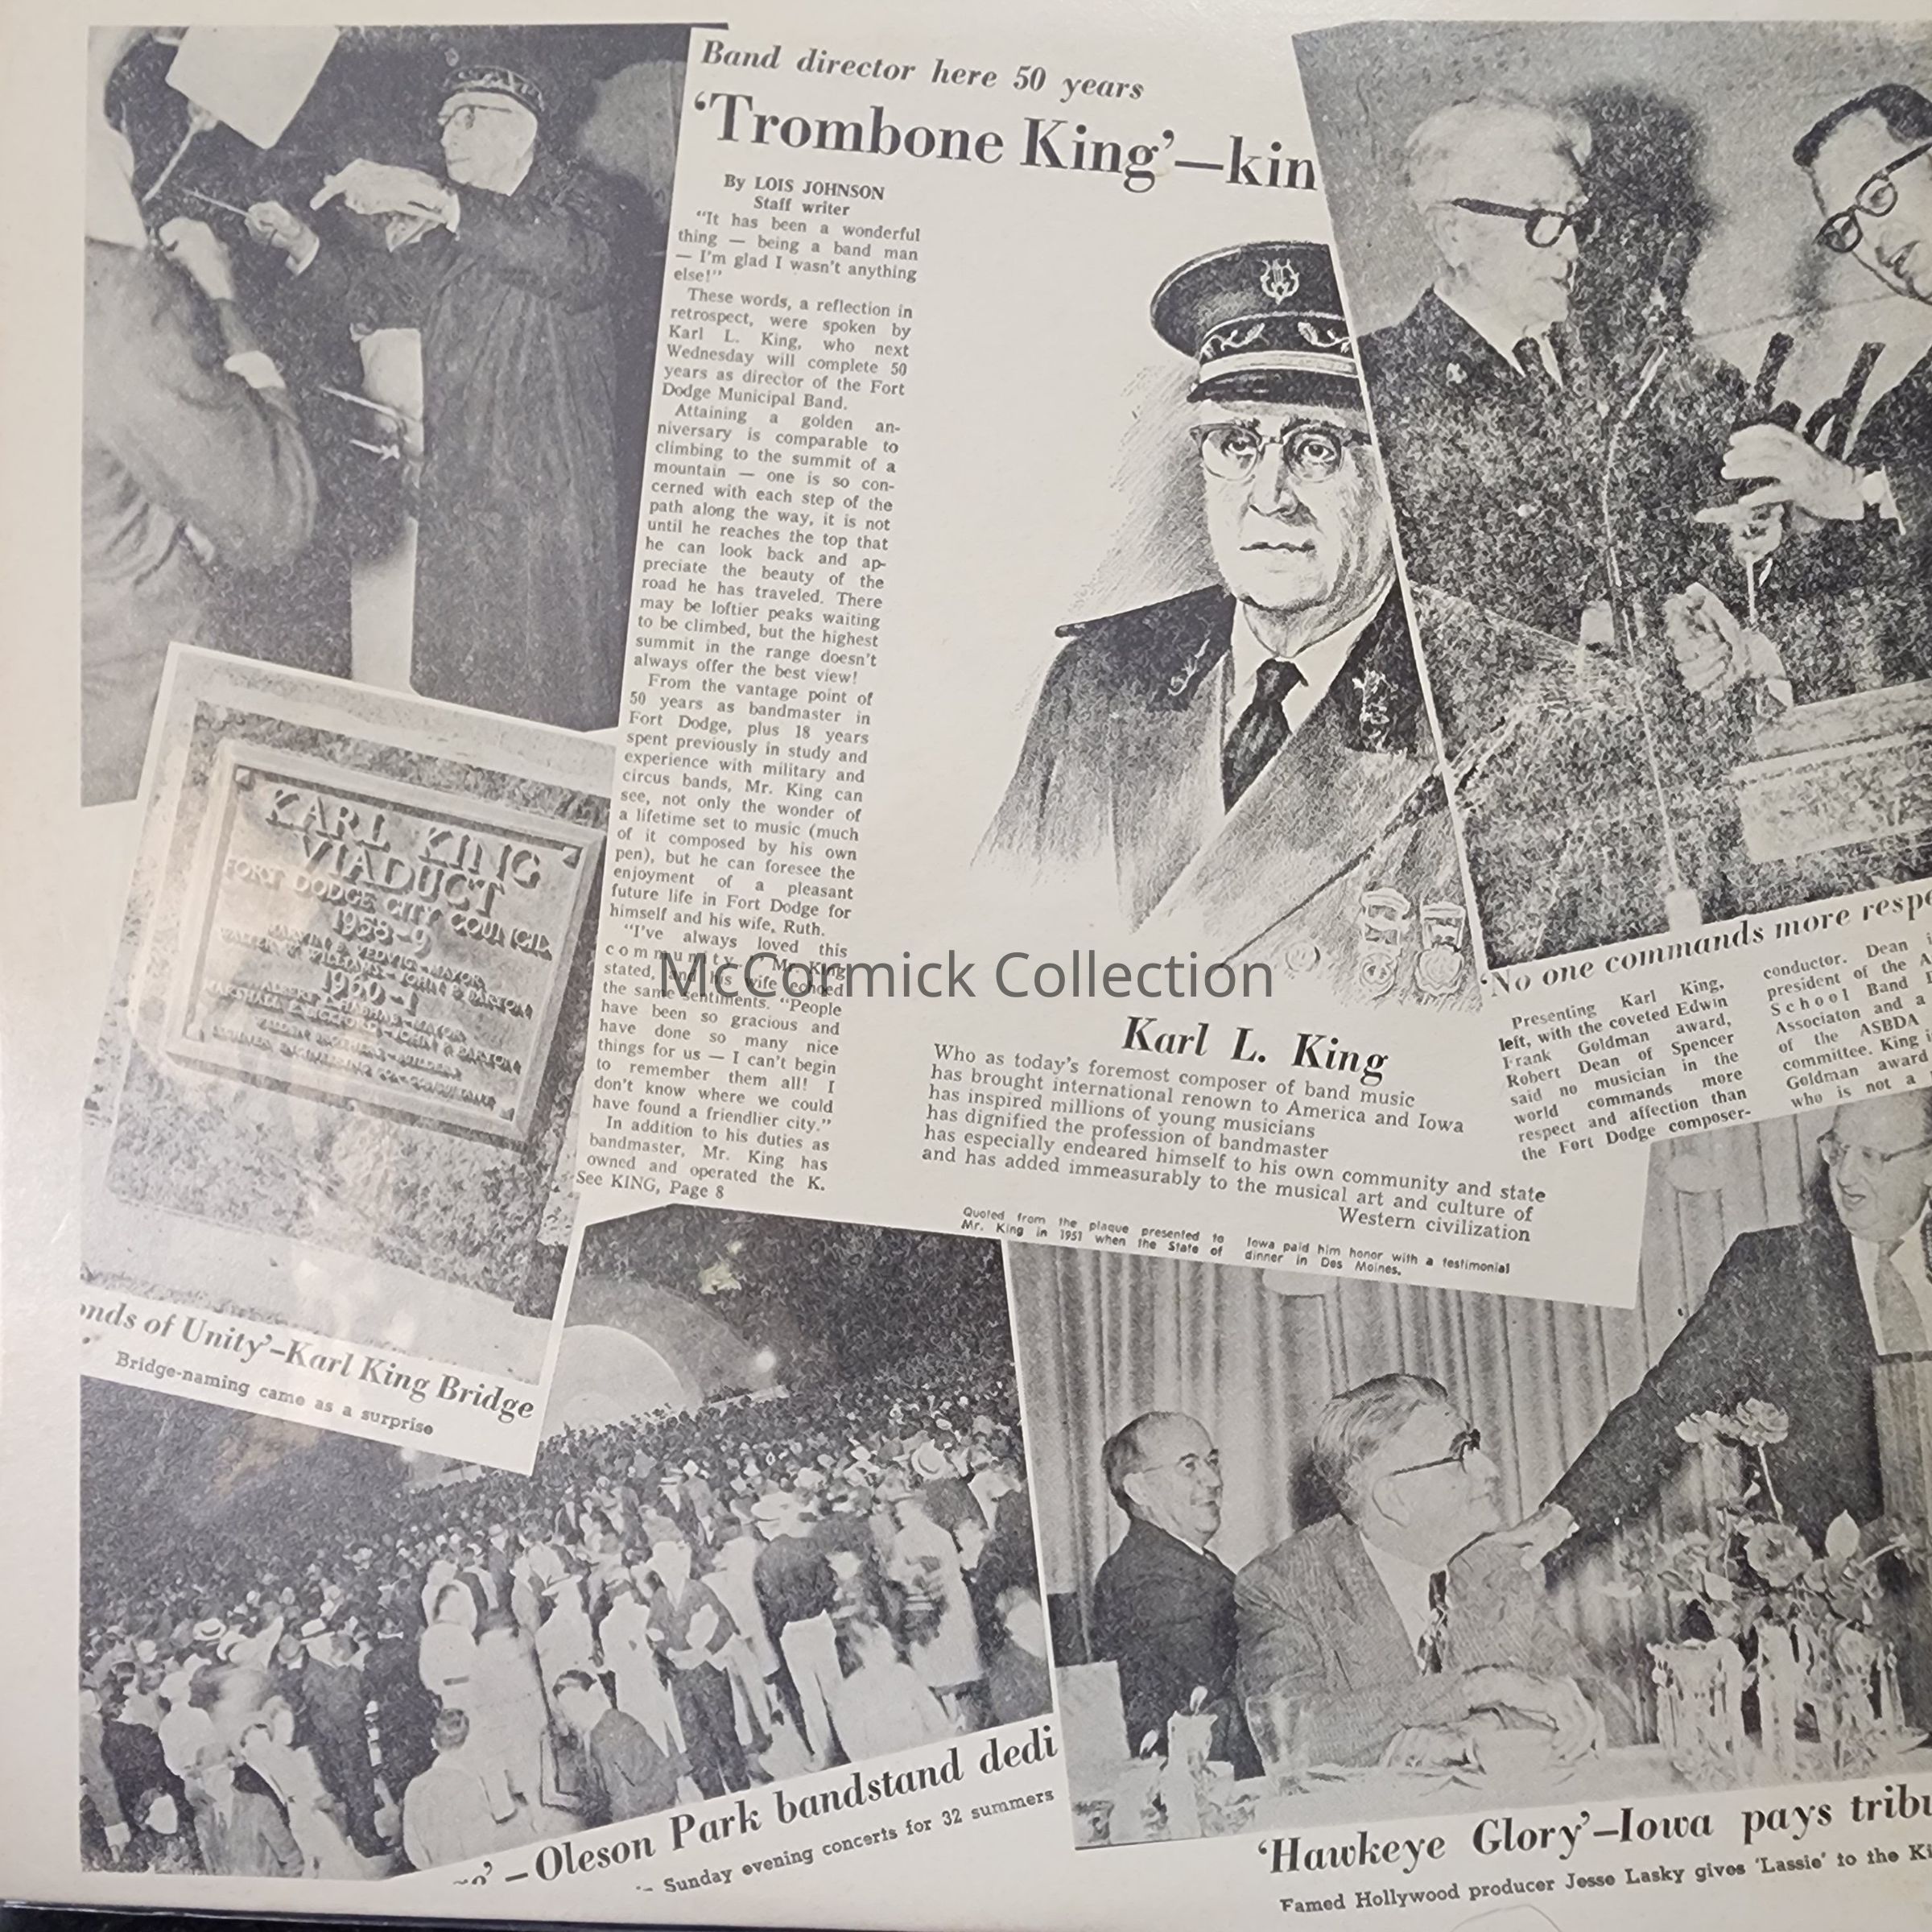 Band director here 50 years
‘Trombone King’—kin
By LOIS JOHNSON
Staff writer
“It has been a wonderful
thing — being a band man
— I’m glad I wasn’t anything
else!”
These words, a reflection in
retrospect, were spoken by
Karl L. King, who next
Wednesday will complete 50
years as director of the Fort
Dodge Municipal Band.
Attaining a golden an-
niversary is comparable to
climbing to the summit of a
mountain — one is so con-
cerned with each step of the
path along the way, it is not
until he reaches the top that
he can look back and ap-
preciate the beauty of the
road he has traveled. There
may be loftier peaks waiting
to be climbed, but the highest
summit in the range doesn’t
always offer the best view!
From the vantage point of
50 years as bandmaster in
Fort Dodge, plus 18 years
spent previously in study and
experience with military and
circus bands, Mr. King can
see, not only the wonder of
a lifetime set to music (much
of it composed by his own
pen), but he can foresee the
enjoyment of a pleasant
future life in Fort Dodge for
himself and his wife, Ruth.
“I’ve always loved this
community,” Mr. King
stated, and his wife echoed
the same sentiments. “People
have been so gracious and
have done so many nice
things for us — I can’t begin
to remember them all! I
don’t know where we could
have found a friendlier city.”
In addition to his duties as
bandmaster, Mr. King has
owned and operated the K.
See KING, Page 8
McCormick Collection
Karl L. King
Who as today’s foremost composer of band music
has brought international renown to America and Iowa
has inspired millions of young musicians
has dignified the profession of bandmaster
has especially endeared himself to his own community and state
and has added immeasurably to the musical art and culture of
Western civilization
Quoted from the plaque presented to
Mr. King in 1951 when the State of
Iowa paid him honor with a testimonial
dinner in Des Moines.
‘No one commands more respe
Presenting Karl King,
left, with the coveted Edwin
Frank Goldman award,
Robert Dean of Spencer
said no musician in the
world commands more
respect and affection than
the Fort Dodge composer-
conductor. Dean i
president of the A
School Band
Associaton and a
of the ASBDA
committee. King i
Goldman award
who is not a
KARL KING
VIADUCT
FORT DODGE CITY COUNCIL
1958-9
1960-1
onds of Unity’–Karl King Bridge
Bridge-naming came as a surprise
’–Oleson Park bandstand dedi
Sunday evening concerts for 32 summers
‘Hawkeye Glory’–Iowa pays tribu
Famed Hollywood producer Jesse Lasky gives ‘Lassie’ to the Ki